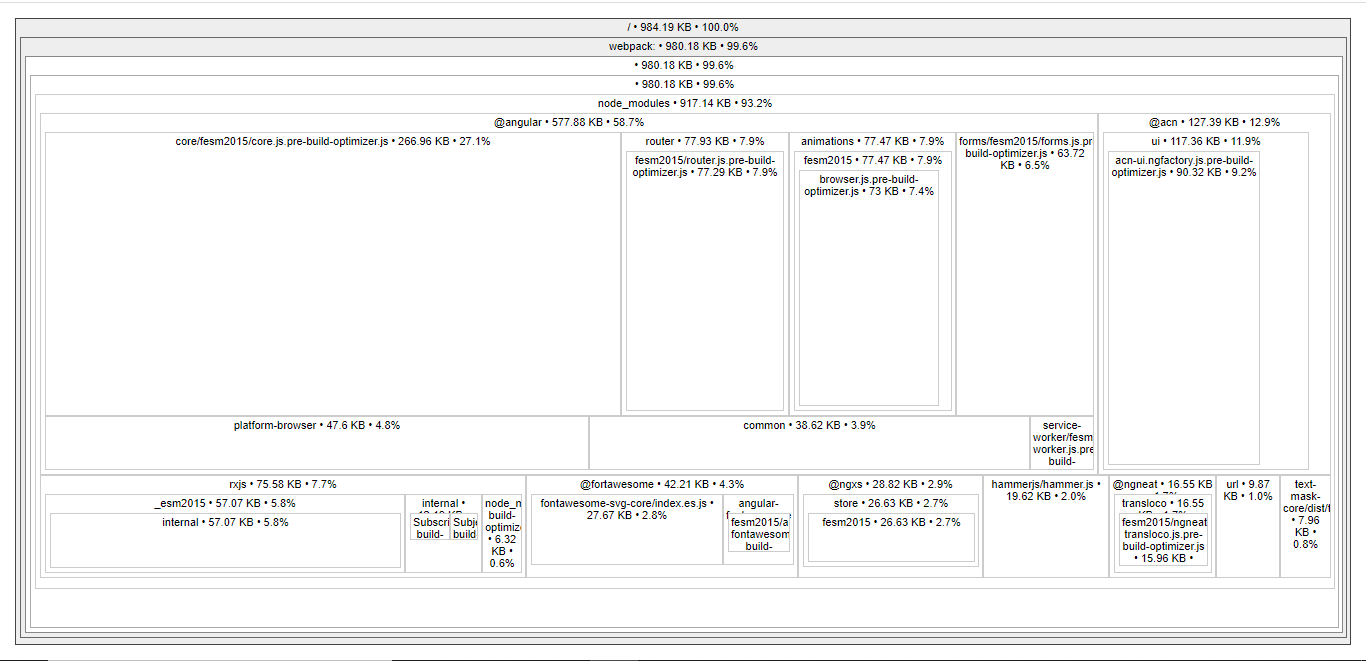 / • 984.19 KB • 100.0%
webpack: • 980.18 KB • 99.6%
• 980.18 KB • 99.6%
• 980.18 KB • 99.6%
node_modules • 917.14 KB • 93.2%
@angular • 577.88 KB • 58.7%
core/fesm2015/core.js.pre-build-optimizer.js • 266.96 KB • 27.1%
router • 77.93 KB • 7.9%
fesm2015/router.js.pre-build-
optimizer.js • 77.29 KB • 7.9%
animations • 77.47 KB • 7.9%
fesm2015 • 77.47 KB • 7.9%
browser.js.pre-build-
optimizer.js • 73 KB • 7.4%
forms/fesm2015/forms.js.pr
build-optimizer.js • 63.72
KB • 6.5%
@acn • 127.39 KB • 12.9%
ui • 117.36 KB • 11.9%
acn-ui.ngfactory.js.pre-build-
optimizer.js • 90.32 KB • 9.2%
platform-browser • 47.6 KB • 4.8%
common • 38.62 KB • 3.9%
service-
worker/fesm
worker.js.pre
build-
rxjs • 75.58 KB • 7.7%
_esm2015 • 57.07 KB • 5.8%
internal • 57.07 KB • 5.8%
internal •
Subscri
build-
Subje
build
node_n
build-
optimize
• 6.32
KB •
0.6%
@fortawesome • 42.21 KB • 4.3%
fontawesome-svg-core/index.es.js •
27.67 KB • 2.8%
angular-
fesm2015/a
fontawesom
build-
@ngxs • 28.82 KB • 2.9%
store • 26.63 KB • 2.7%
fesm2015 • 26.63 KB • 2.7%
hammerjs/hammer.js •
19.62 KB • 2.0%
@ngneat • 16.55 KB
transloco • 16.55
fesm2015/ngneat
transloco.js.pre-
build-optimizer.js
• 15.96 KB •
url • 9.87
KB • 1.0%
text-
mask-
core/dist/t
• 7.96
KB •
0.8%